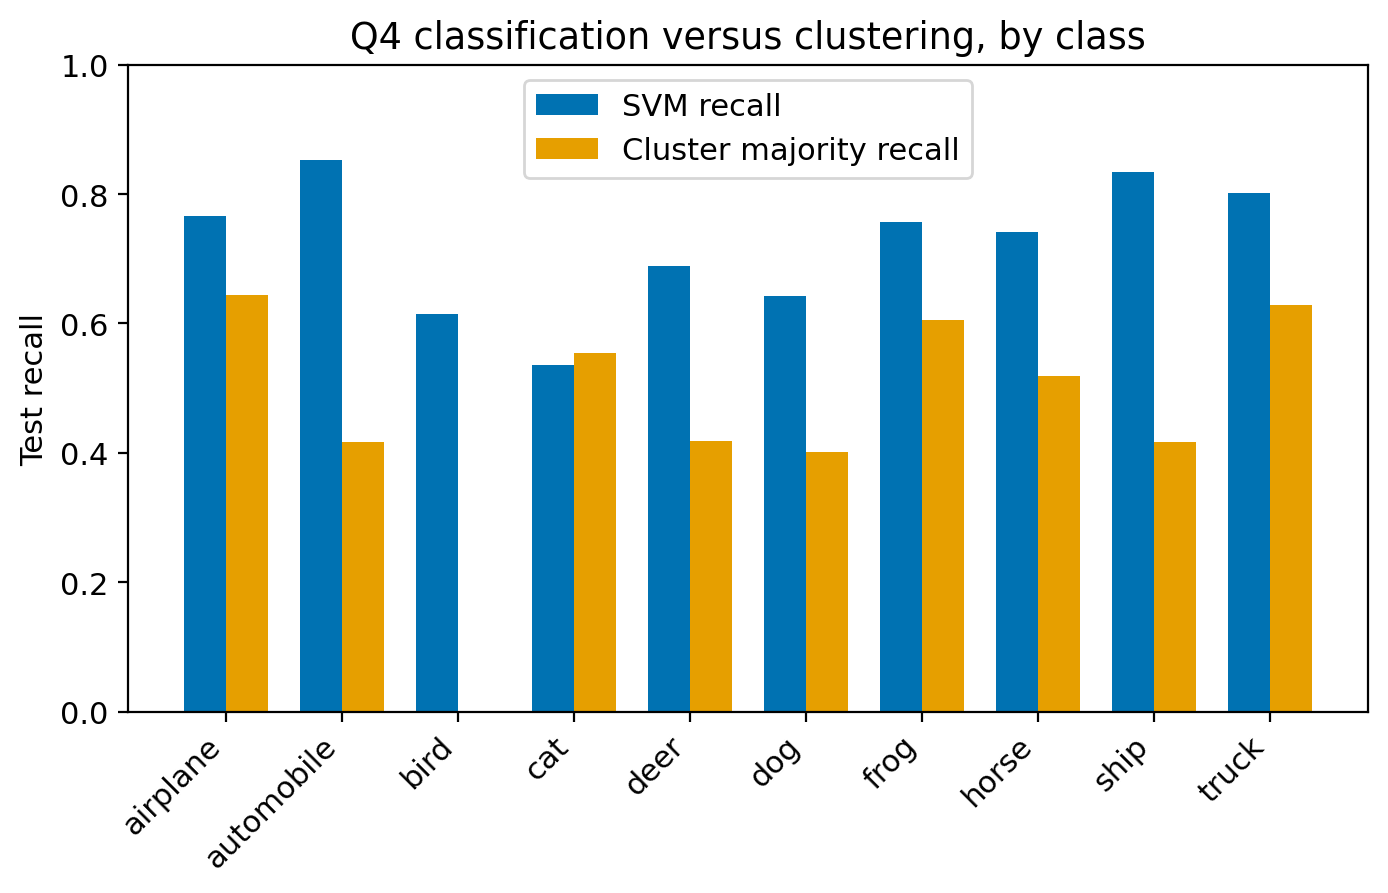 Q4 classification versus clustering, by class
SVM recall
Cluster majority recall
Test recall
1.0
0.8
0.6
0.4
0.2
0.0
airplane
automobile
bird
cat
deer
dog
frog
horse
ship
truck